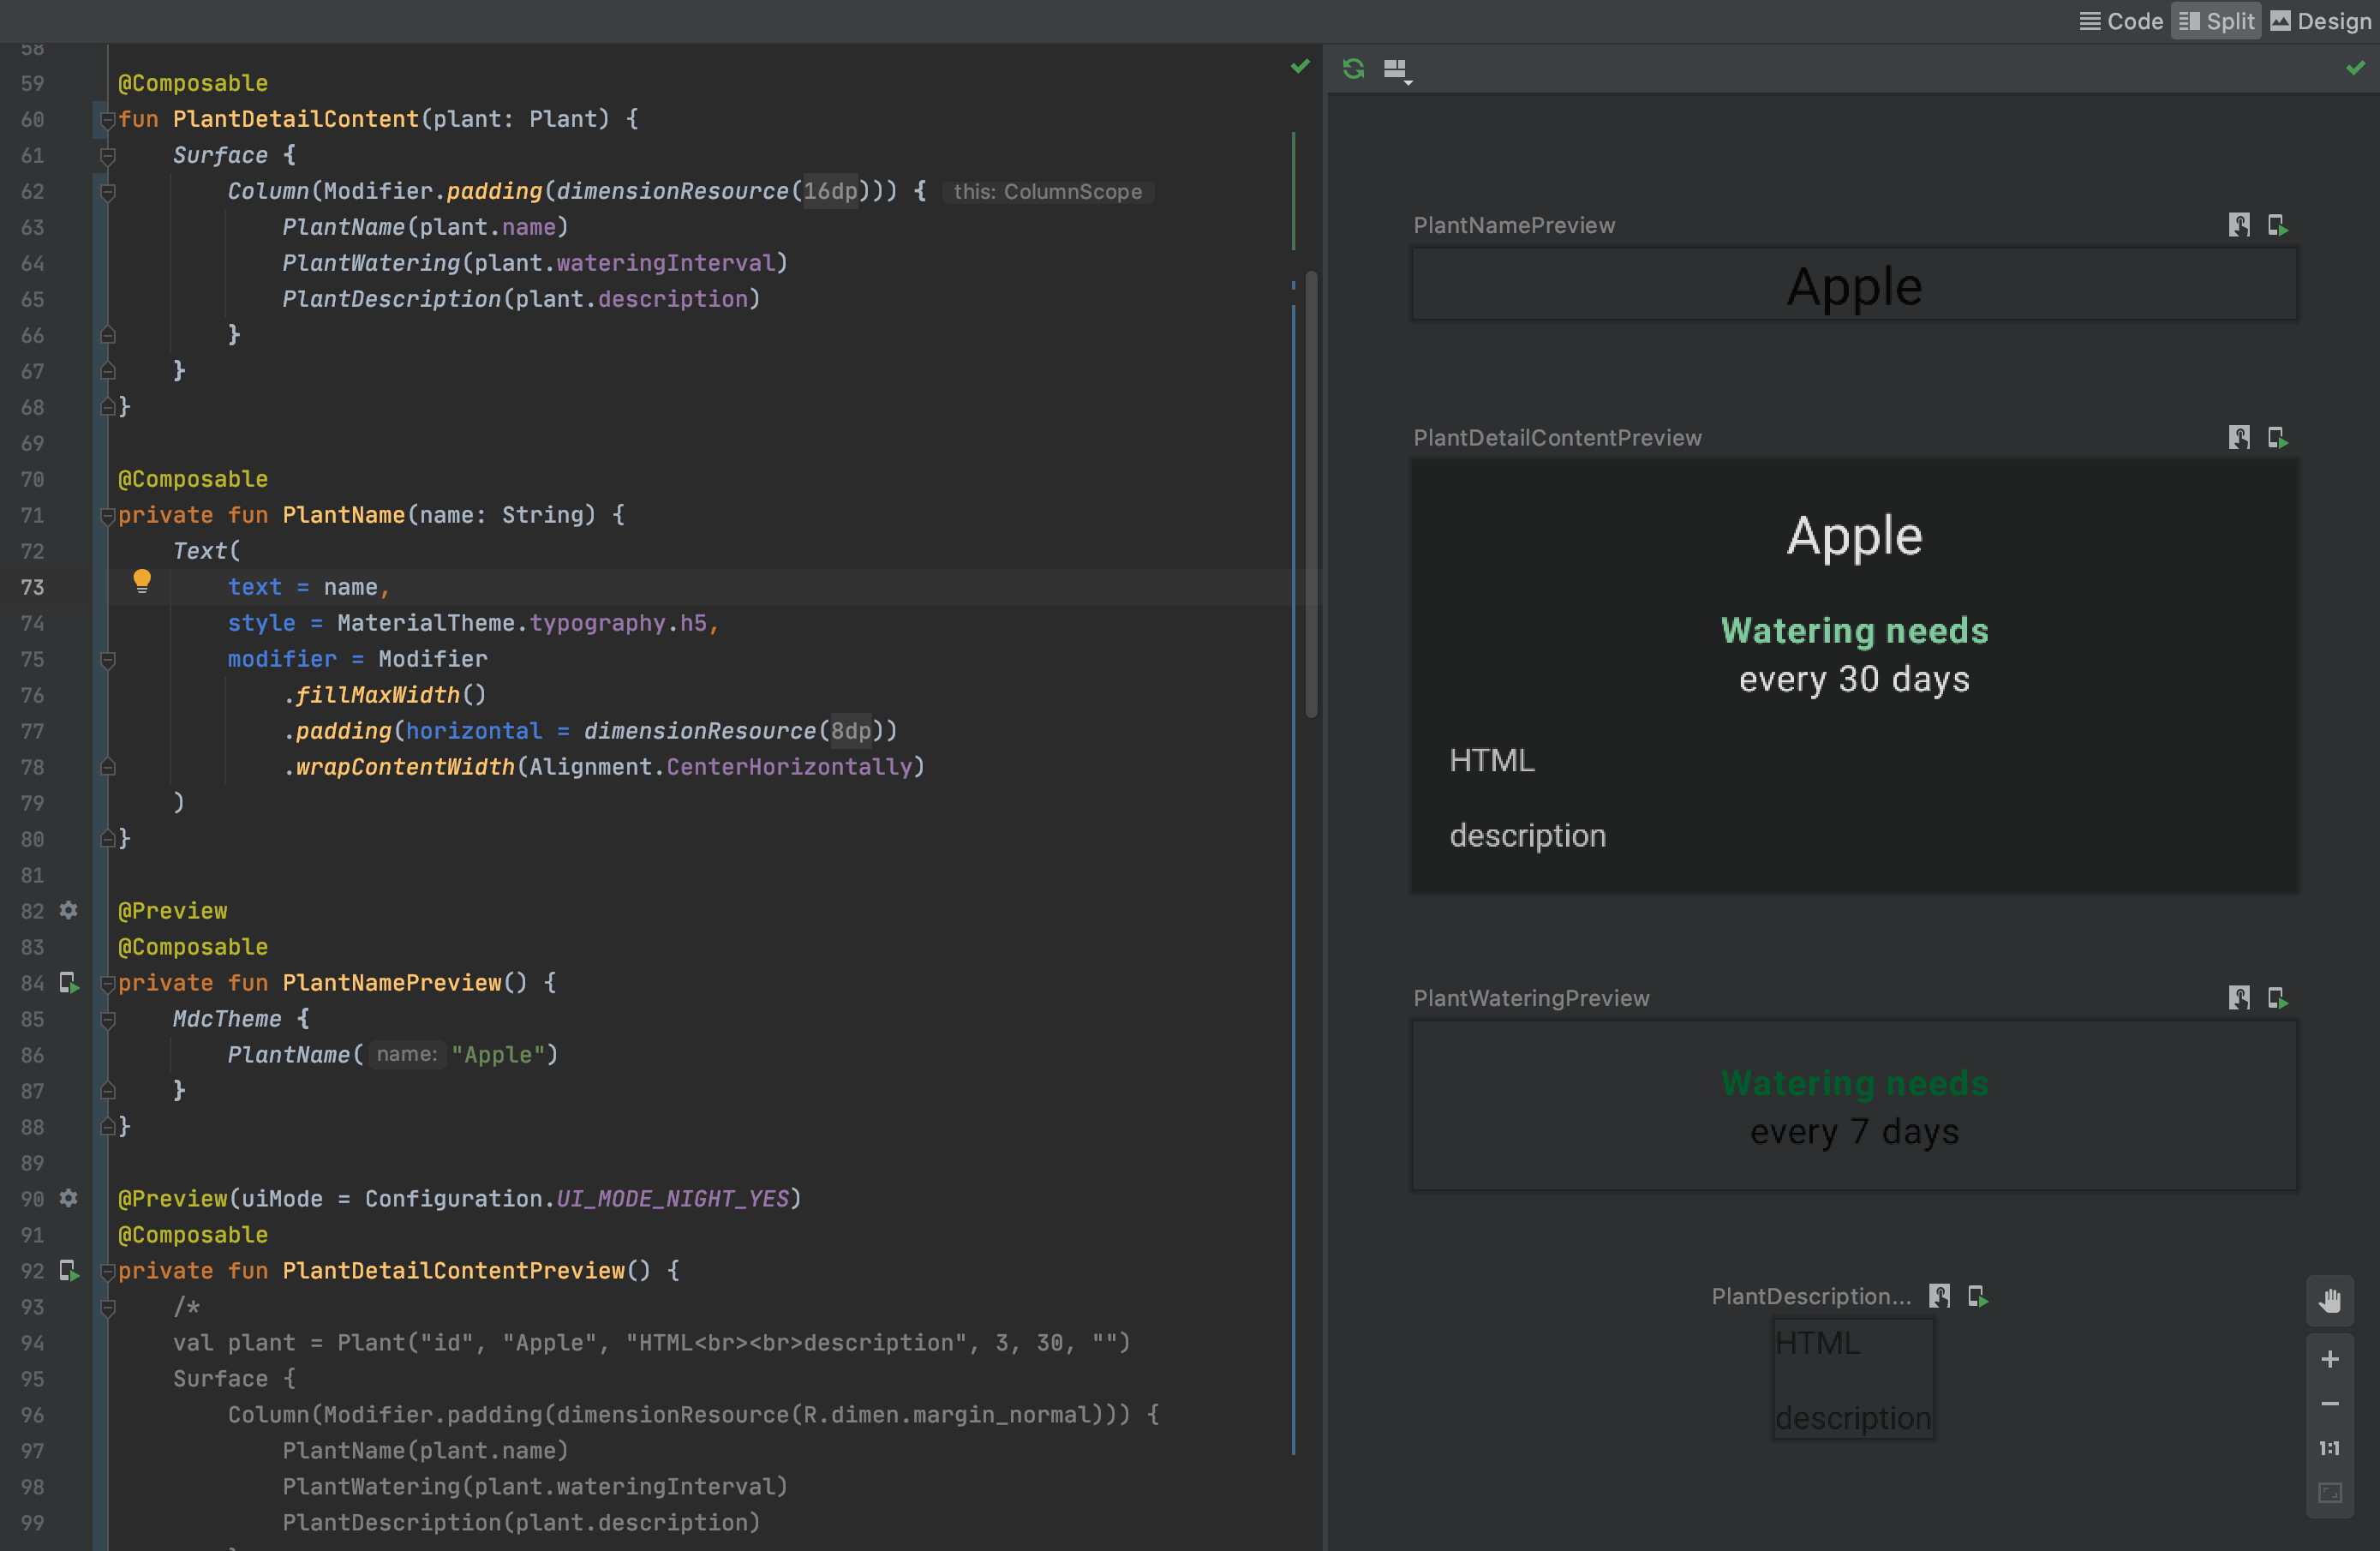 Code Split Design
58
59 @Composable
60 fun PlantDetailContent(plant: Plant) {
61 Surface {
62 Column(Modifier.padding(dimensionResource(16dp))) { this: ColumnScope
63 PlantName(plant.name)
64 PlantWatering(plant.wateringInterval)
65 PlantDescription(plant.description)
66 }
67 }
68 }
69
70 @Composable
71 private fun PlantName(name: String) {
72 Text(
73 text = name,
74 style = MaterialTheme.typography.h5,
75 modifier = Modifier
76 .fillMaxWidth()
77 .padding(horizontal = dimensionResource(8dp))
78 .wrapContentWidth(Alignment.CenterHorizontally)
79 )
80 }
81
82 @Preview
83 @Composable
84 private fun PlantNamePreview() {
85 MdcTheme {
86 PlantName( name: "Apple")
87 }
88 }
89
90 @Preview(uiMode = Configuration.UI_MODE_NIGHT_YES)
91 @Composable
92 private fun PlantDetailContentPreview() {
93 /*
94 val plant = Plant("id", "Apple", "HTML<br><br>description", 3, 30, "")
95 Surface {
96 Column(Modifier.padding(dimensionResource(R.dimen.margin_normal))) {
97 PlantName(plant.name)
98 PlantWatering(plant.wateringInterval)
99 PlantDescription(plant.description)
PlantNamePreview
Apple
PlantDetailContentPreview
Apple
Watering needs
every 30 days
HTML
description
PlantWateringPreview
Watering needs
every 7 days
PlantDescription...
HTML
description
+
−
1:1